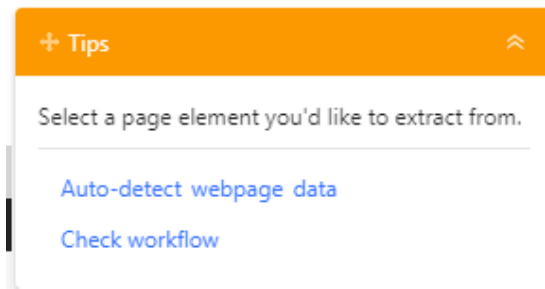 Tips
Select a page element you'd like to extract from.
Auto-detect webpage data
Check workflow